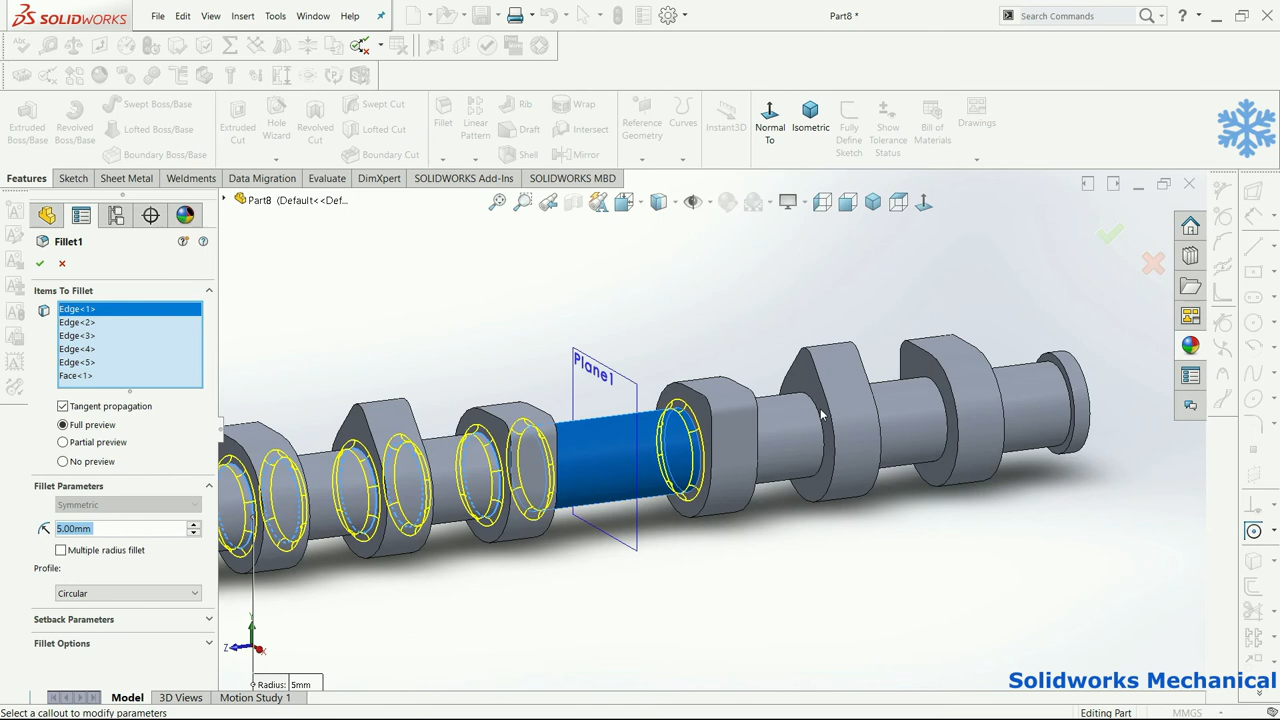 SOLIDWORKS
File Edit View Insert Tools Window Help
Part8 *
Search Commands
Extruded Boss/Base
Revolved Boss/Base
Swept Boss/Base
Lofted Boss/Base
Boundary Boss/Base
Extruded Cut
Hole Wizard
Revolved Cut
Swept Cut
Lofted Cut
Boundary Cut
Fillet
Linear Pattern
Rib
Draft
Shell
Wrap
Intersect
Mirror
Reference Geometry
Curves
Instant3D
Normal To
Isometric
Fully Define Sketch
Show Tolerance Status
Bill of Materials
Drawings
Features Sketch Sheet Metal Weldments Data Migration Evaluate DimXpert SOLIDWORKS Add-Ins SOLIDWORKS MBD
Part8 (Default<<Def...
Fillet1
Items To Fillet
Edge<1>
Edge<2>
Edge<3>
Edge<4>
Edge<5>
Face<1>
Tangent propagation
Full preview
Partial preview
No preview
Fillet Parameters
Symmetric
5.00mm
Multiple radius fillet
Profile:
Circular
Setback Parameters
Fillet Options
Plane1
Y
Z
X
Radius: 5mm
Solidworks Mechanical
Model 3D Views Motion Study 1
Select a callout to modify parameters
Editing Part
MMGS